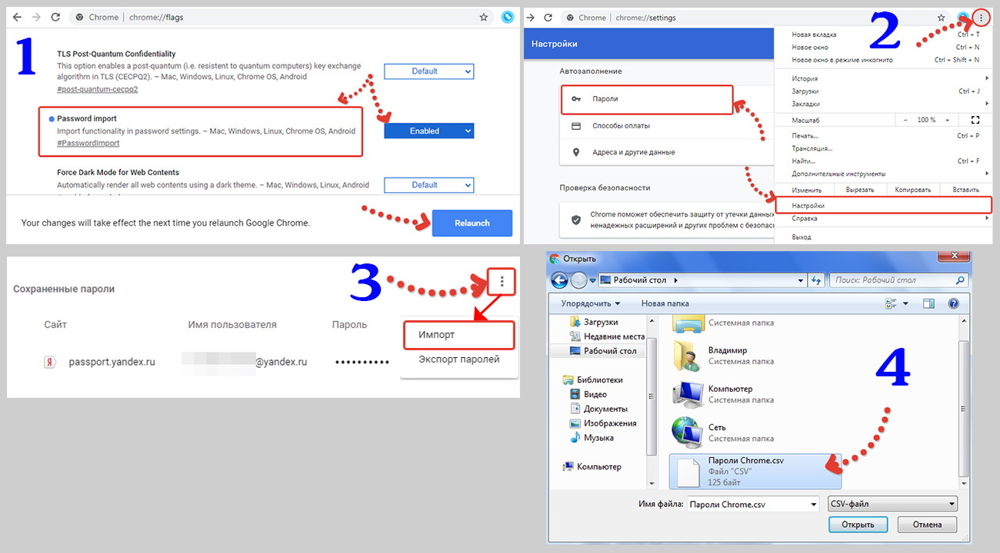 1
Chrome | chrome://flags
TLS Post-Quantum Confidentiality
This option enables a post-quantum (i.e. resistent to quantum computers) key exchange
algorithm in TLS (CECPQ2). – Mac, Windows, Linux, Chrome OS, Android
#post-quantum-cecpq2
Default
Password import
Import functionality in password settings. – Mac, Windows, Linux, Chrome OS, Android
#PasswordImport
Enabled
Force Dark Mode for Web Contents
Automatically render all web contents using a dark theme. – Mac, Windows, Linux, Android
Default
Your changes will take effect the next time you relaunch Google Chrome.
Relaunch
2
Chrome | chrome://settings
Настройки
Автозаполнение
Пароли
Способы оплаты
Адреса и другие данные
Проверка безопасности
Chrome поможет обеспечить защиту от утечки данных
ненадежных расширений и других проблем с
Новая вкладка Ctrl + T
Новое окно Ctrl + N
Новое окно в режиме инкогнито Ctrl + Shift + N
История
Загрузки Ctrl + J
Закладки
Масштаб − 100 % +
Печать... Ctrl + P
Трансляция...
Найти... Ctrl + F
Дополнительные инструменты
Изменить Вырезать Копировать Вставить
Настройки
Справка
Выход
3
Сохраненные пароли
Сайт Имя пользователя Пароль
Я passport.yandex.ru @yandex.ru ••••••••••
Импорт
Экспорт паролей
4
Открыть
Рабочий стол
Поиск: Рабочий стол
Упорядочить Новая папка
Загрузки
Недавние места
Рабочий стол
Библиотеки
Видео
Документы
Изображения
Музыка
Компьютер
Системная папка
Владимир
Системная папка
Компьютер
Системная папка
Сеть
Системная папка
Пароли Chrome.csv
Файл "CSV"
125 байт
Имя файла: Пароли Chrome.csv
CSV-файл
Открыть Отмена